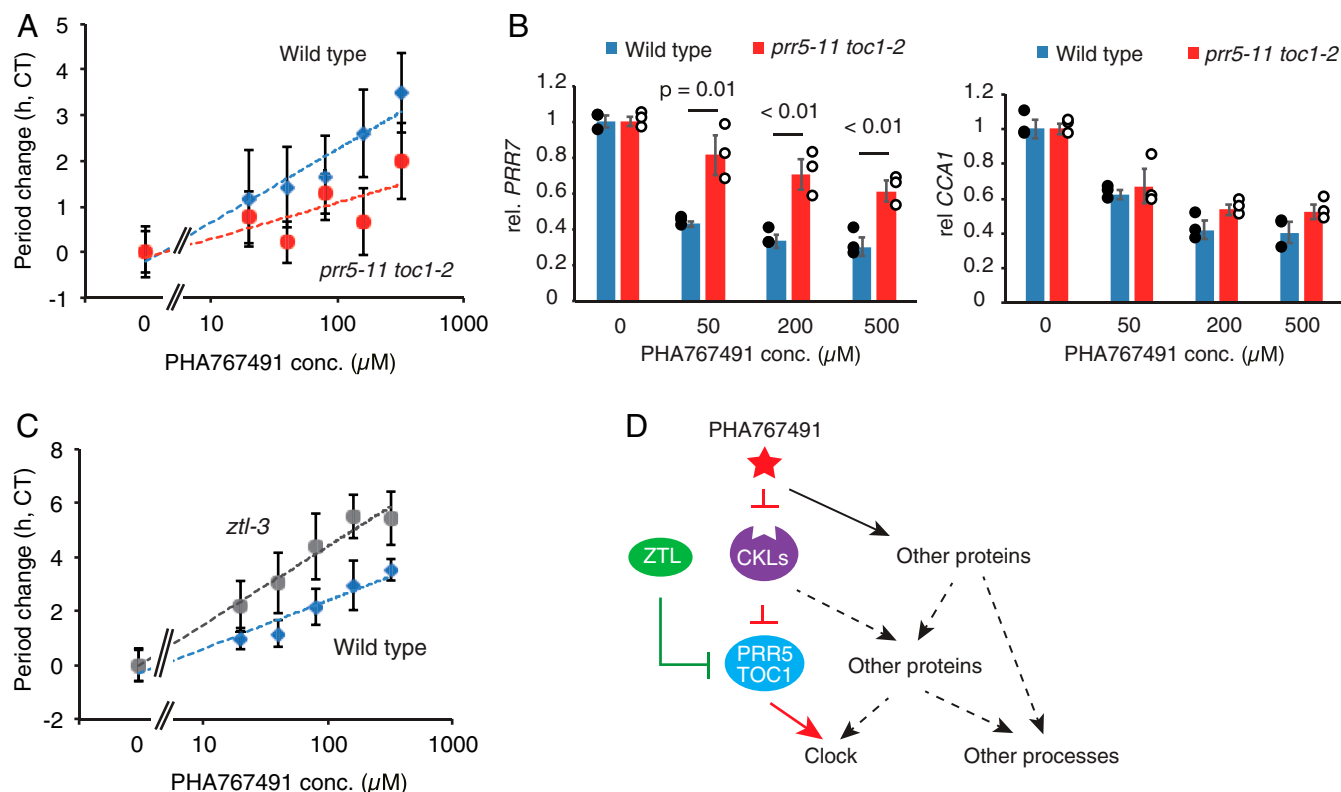 A
Period change (h, CT)
5
4
3
2
1
0
-1
Wild type
prr5-11 toc1-2
0
10
100
1000
PHA767491 conc. (µM)
B
Wild type
prr5-11 toc1-2
rel. PRR7
1.2
1
0.8
0.6
0.4
0.2
0
p = 0.01
< 0.01
< 0.01
0
50
200
500
PHA767491 conc. (µM)
Wild type
prr5-11 toc1-2
rel CCA1
1.2
1
0.8
0.6
0.4
0.2
0
0
50
200
500
PHA767491 conc. (µM)
C
Period change (h, CT)
8
6
4
2
0
-2
ztl-3
Wild type
0
10
100
1000
PHA767491 conc. (µM)
D
PHA767491
ZTL
CKLs
Other proteins
PRR5
TOC1
Other proteins
Clock
Other processes